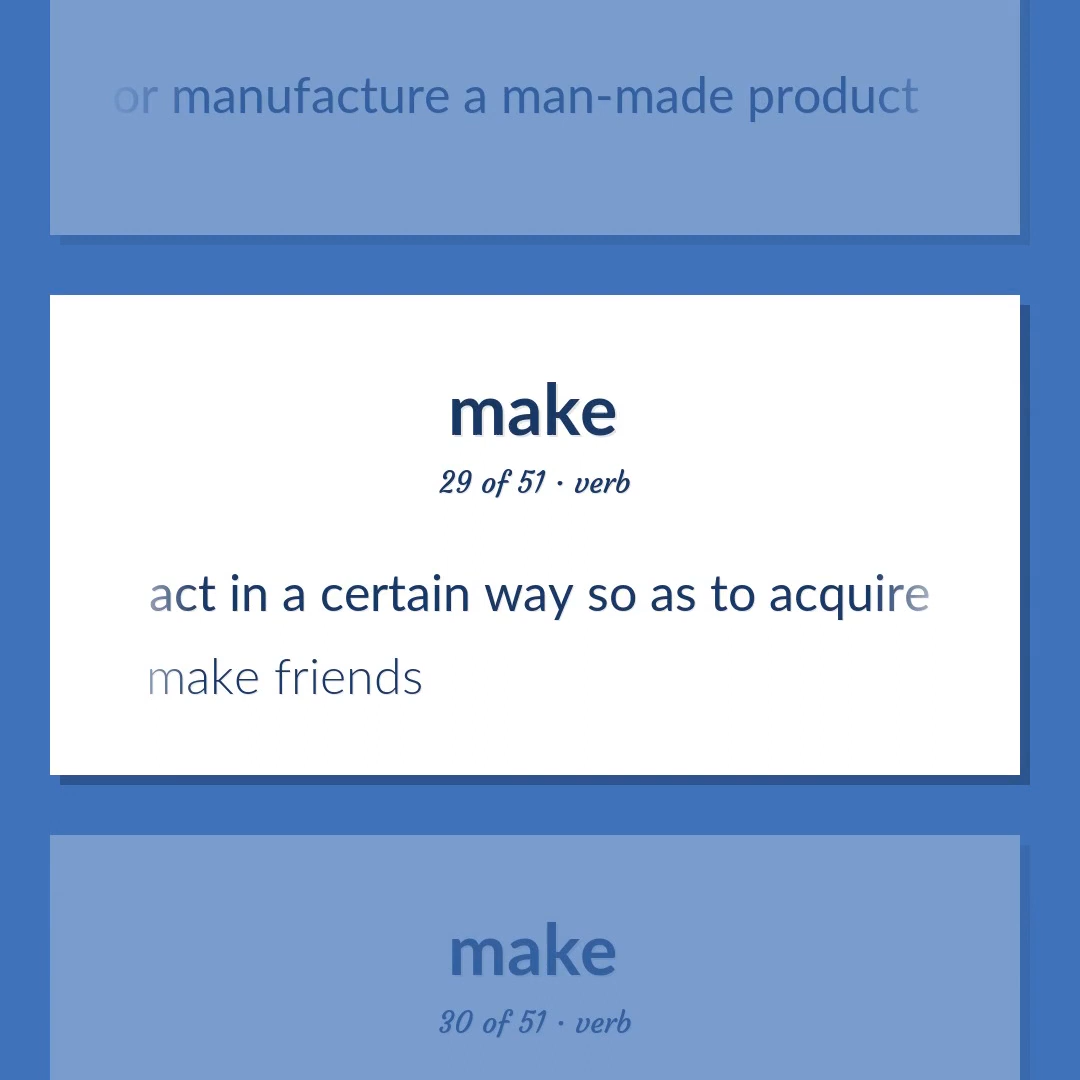 or manufacture a man-made product
make
29 of 51 · verb
act in a certain way so as to acquire
make friends
make
30 of 51 · verb